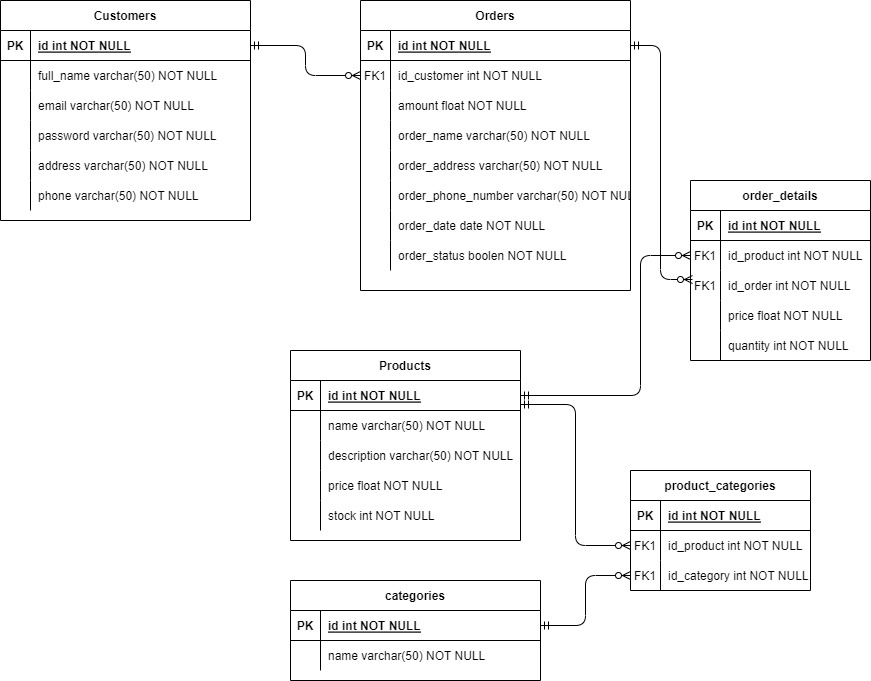 Customers
PK id int NOT NULL
full_name varchar(50) NOT NULL
email varchar(50) NOT NULL
password varchar(50) NOT NULL
address varchar(50) NOT NULL
phone varchar(50) NOT NULL
Orders
PK id int NOT NULL
FK1 id_customer int NOT NULL
amount float NOT NULL
order_name varchar(50) NOT NULL
order_address varchar(50) NOT NULL
order_phone_number varchar(50) NOT NUL
order_date date NOT NULL
order_status boolen NOT NULL
order_details
PK id int NOT NULL
FK1 id_product int NOT NULL
FK1 id_order int NOT NULL
price float NOT NULL
quantity int NOT NULL
Products
PK id int NOT NULL
name varchar(50) NOT NULL
description varchar(50) NOT NULL
price float NOT NULL
stock int NOT NULL
product_categories
PK id int NOT NULL
FK1 id_product int NOT NULL
FK1 id_category int NOT NULL
categories
PK id int NOT NULL
name varchar(50) NOT NULL